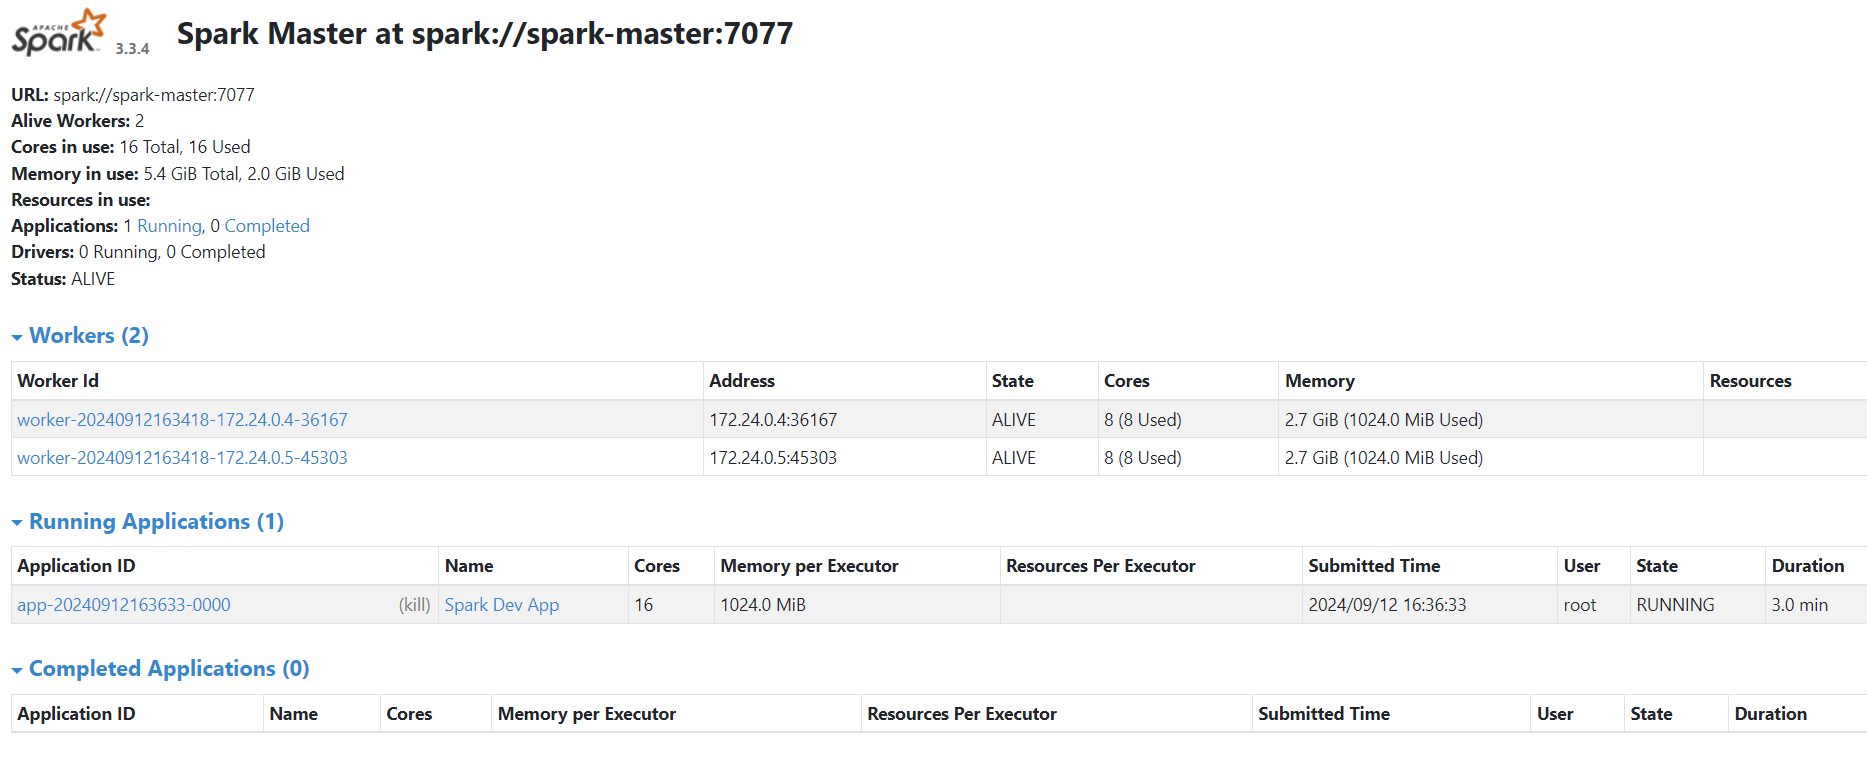 APACHE
Spark 3.3.4 Spark Master at spark://spark-master:7077
URL: spark://spark-master:7077
Alive Workers: 2
Cores in use: 16 Total, 16 Used
Memory in use: 5.4 GiB Total, 2.0 GiB Used
Resources in use:
Applications: 1 Running, 0 Completed
Drivers: 0 Running, 0 Completed
Status: ALIVE
Workers (2)
Worker Id Address State Cores Memory Resources
worker-20240912163418-172.24.0.4-36167 172.24.0.4:36167 ALIVE 8 (8 Used) 2.7 GiB (1024.0 MiB Used)
worker-20240912163418-172.24.0.5-45303 172.24.0.5:45303 ALIVE 8 (8 Used) 2.7 GiB (1024.0 MiB Used)
Running Applications (1)
Application ID Name Cores Memory per Executor Resources Per Executor Submitted Time User State Duration
app-20240912163633-0000 (kill) Spark Dev App 16 1024.0 MiB 2024/09/12 16:36:33 root RUNNING 3.0 min
Completed Applications (0)
Application ID Name Cores Memory per Executor Resources Per Executor Submitted Time User State Duration